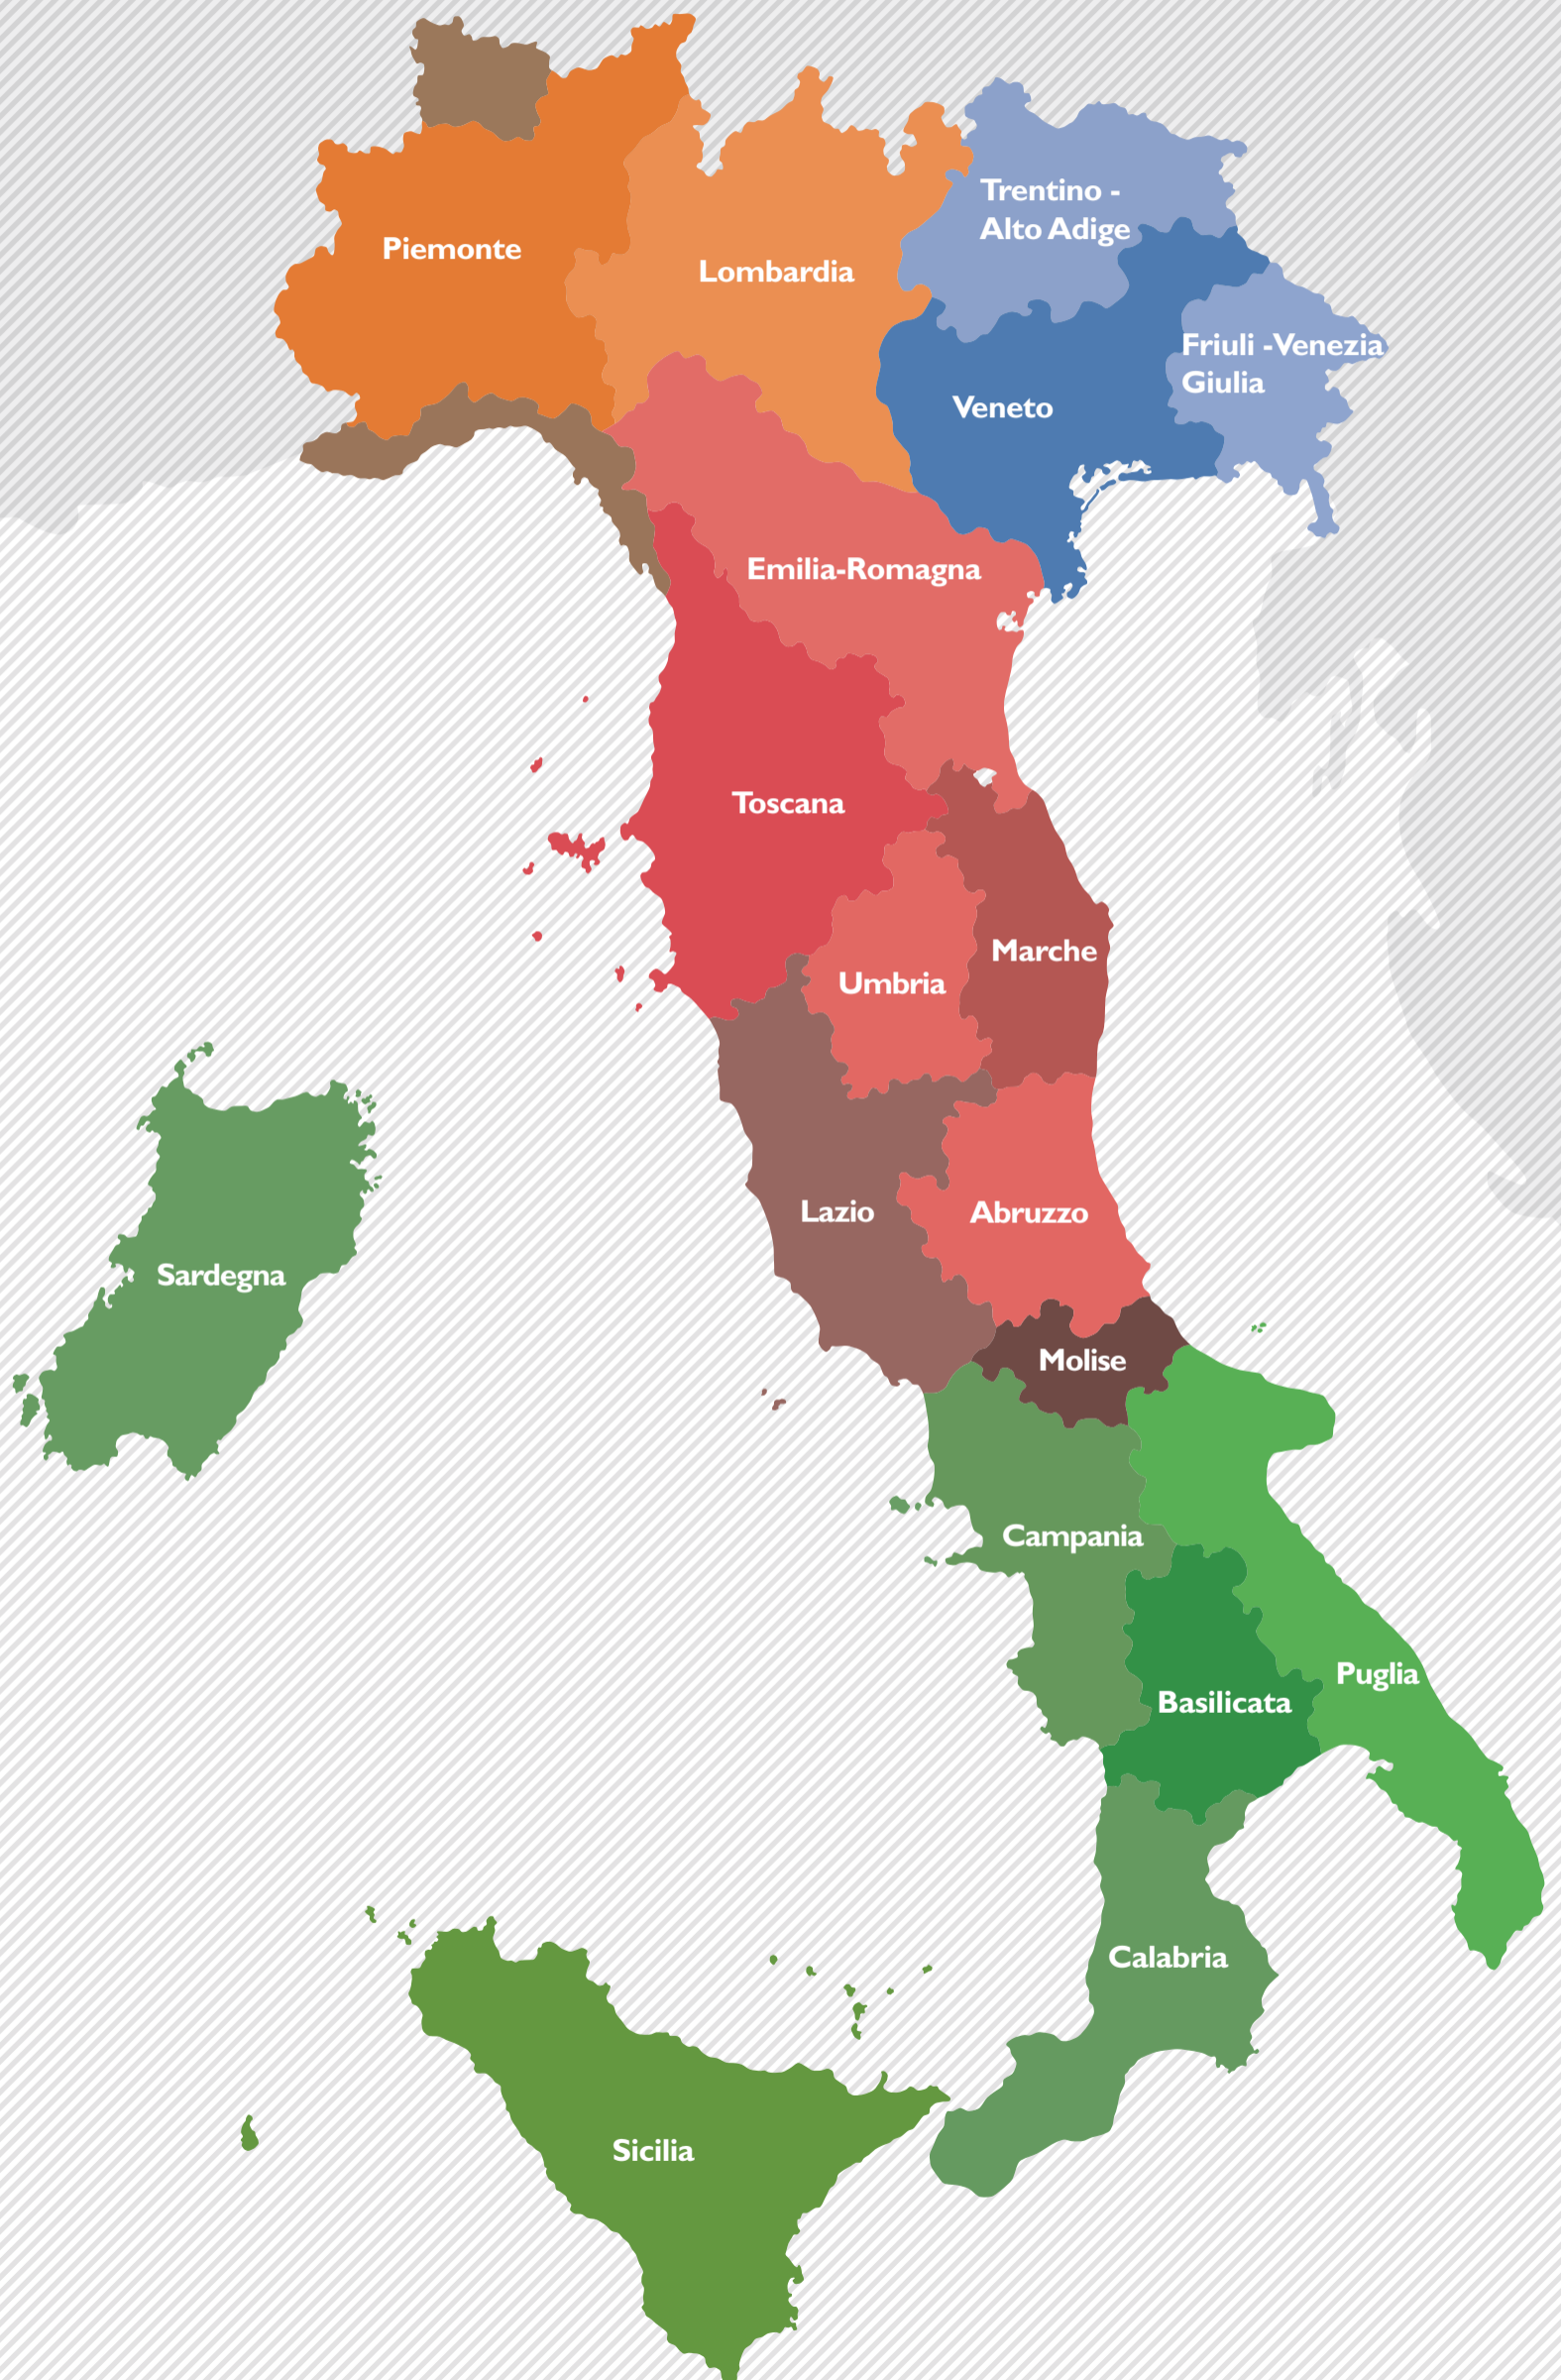 Trentino -
Alto Adige
Piemonte
Lombardia
Friuli -Venezia
Giulia
Veneto
Emilia-Romagna
Toscana
Marche
Umbria
Lazio
Abruzzo
Sardegna
Molise
Campania
Puglia
Basilicata
Calabria
Sicilia